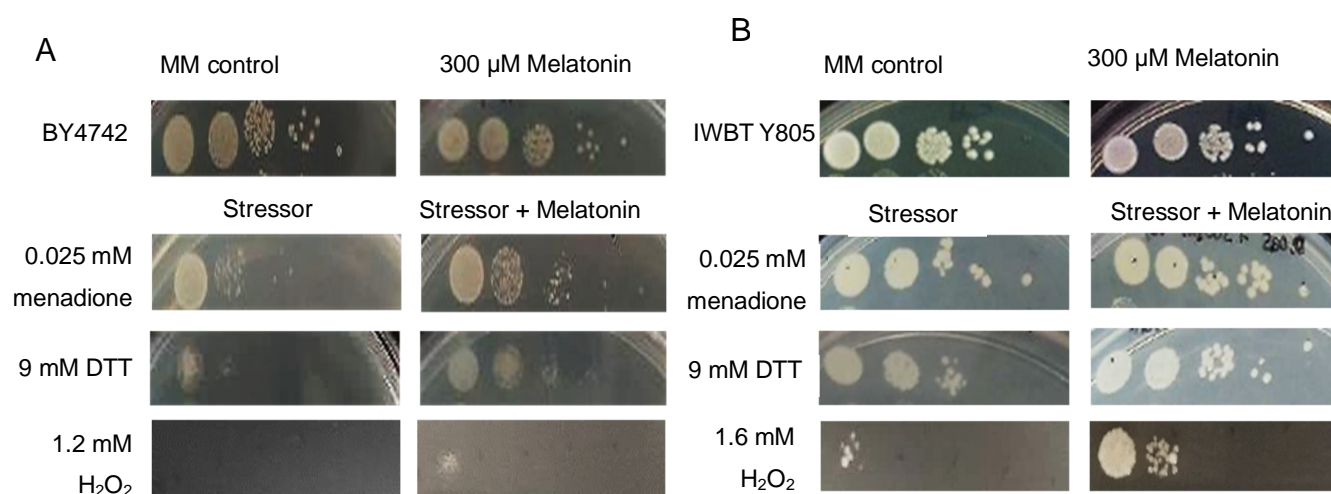 A
B
MM control
300 µM Melatonin
MM control
300 µM Melatonin
BY4742
IWBT Y805
Stressor
Stressor + Melatonin
Stressor
Stressor + Melatonin
0.025 mM
menadione
0.025 mM
menadione
9 mM DTT
9 mM DTT
1.2 mM
H₂O₂
1.6 mM
H₂O₂